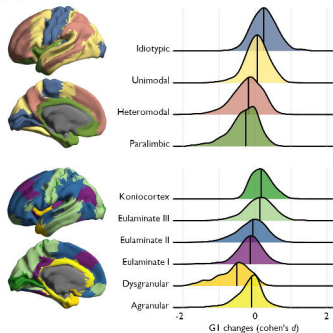 Idiotypic
Unimodal
Heteromodal
Paralimbic
Koniocortex
Eulaminate III
Eulaminate II
Eulaminate I
Dysgranular
Agranular
-2 0 2
G1 changes (cohen's d)